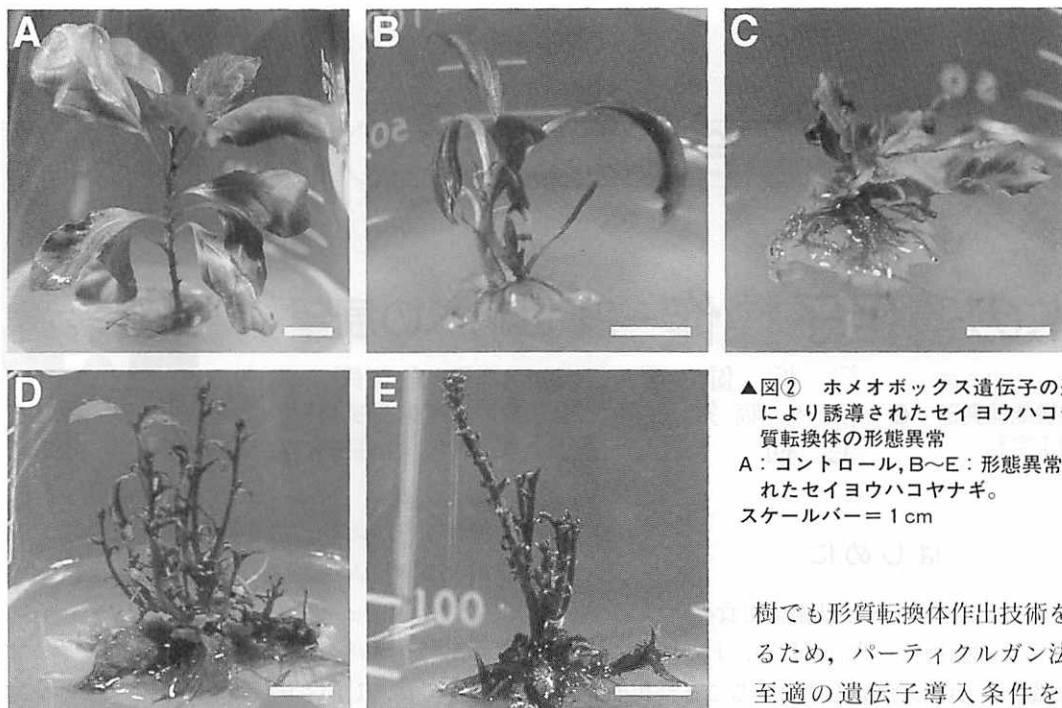 A
B
C
50
D
E
100
▲図② ホメオボックス遺伝子の
により誘導されたセイヨウハコ
質転換体の形態異常
A：コントロール，B～E：形態異常
れたセイヨウハコヤナギ。
スケールバー＝1 cm
樹でも形質転換体作出技術を
るため，パーティクルガン法
至適の遺伝子導入条件を
はじめに